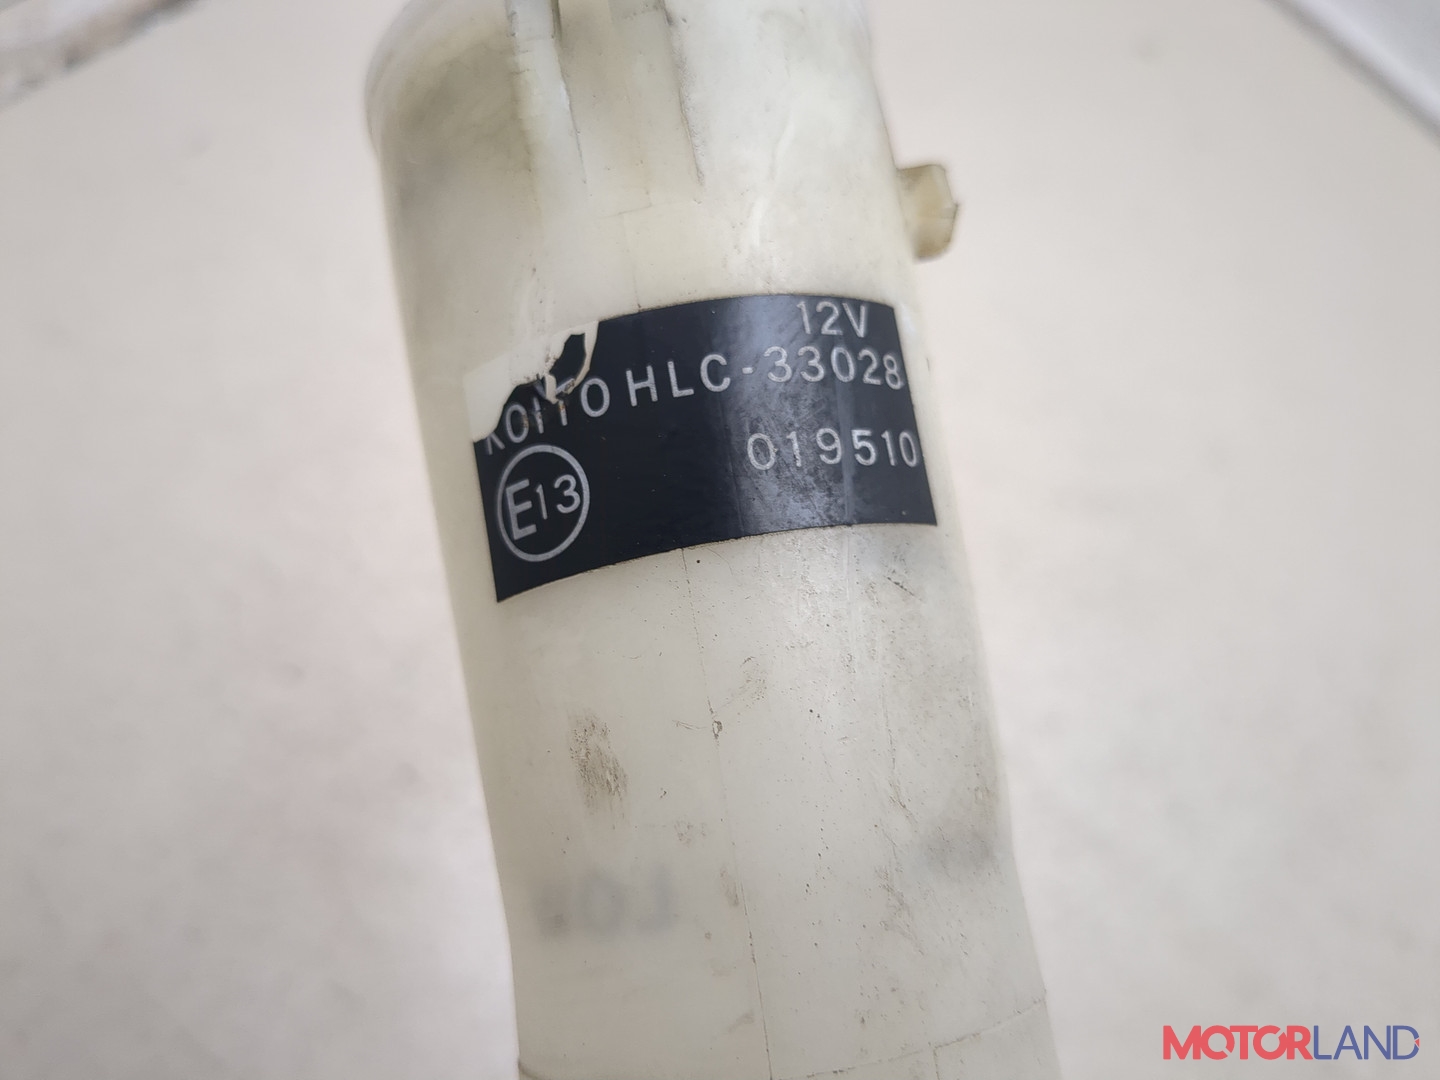 12V
KOITO HLC-33028
019510
E13
MOTORLAND